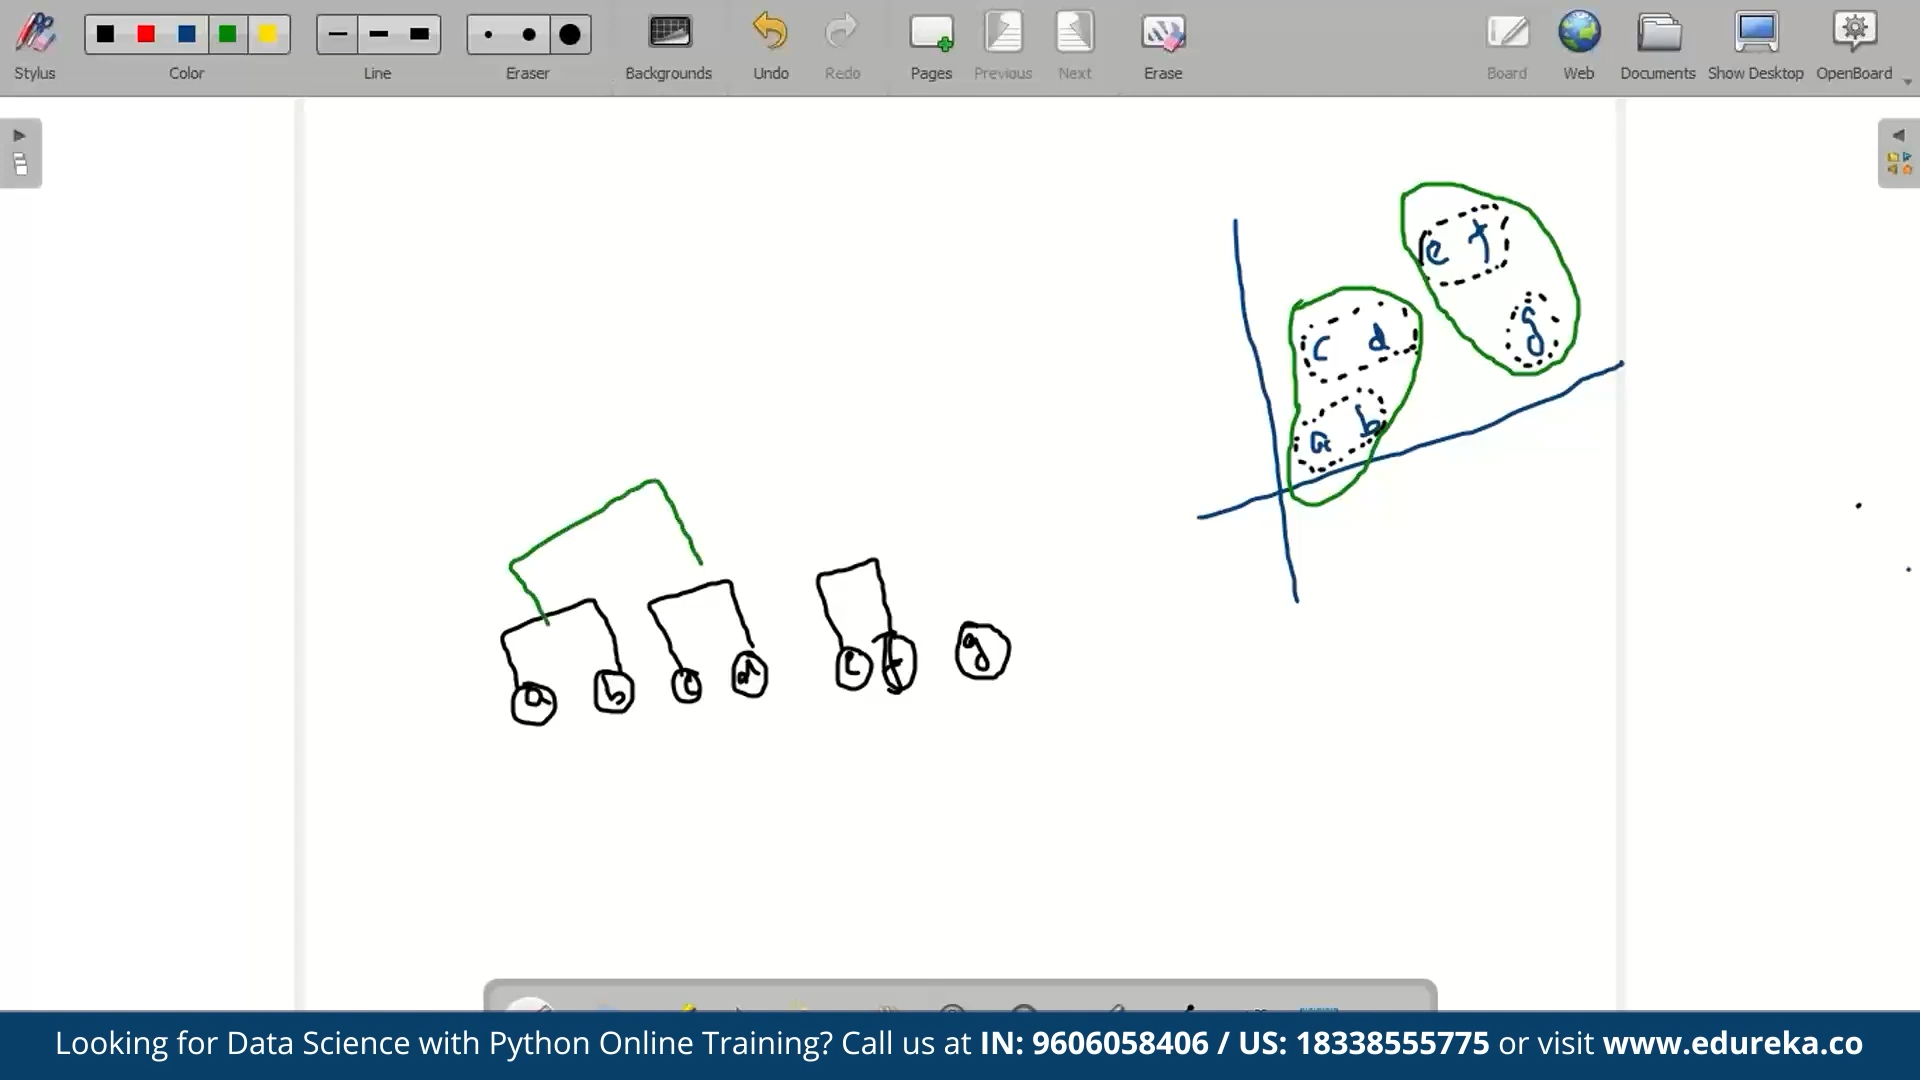 Stylus Color Line Eraser Backgrounds Undo Redo Pages Previous Next Erase Board Web Documents Show Desktop OpenBoard
e f
g
c d
a b
a b c d e f g
Looking for Data Science with Python Online Training? Call us at IN: 9606058406 / US: 18338555775 or visit www.edureka.co